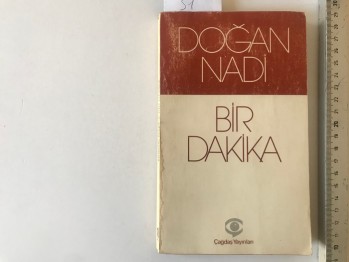 DOĞAN
NADİ
BİR
DAKİKA
Çağdaş Yayınları